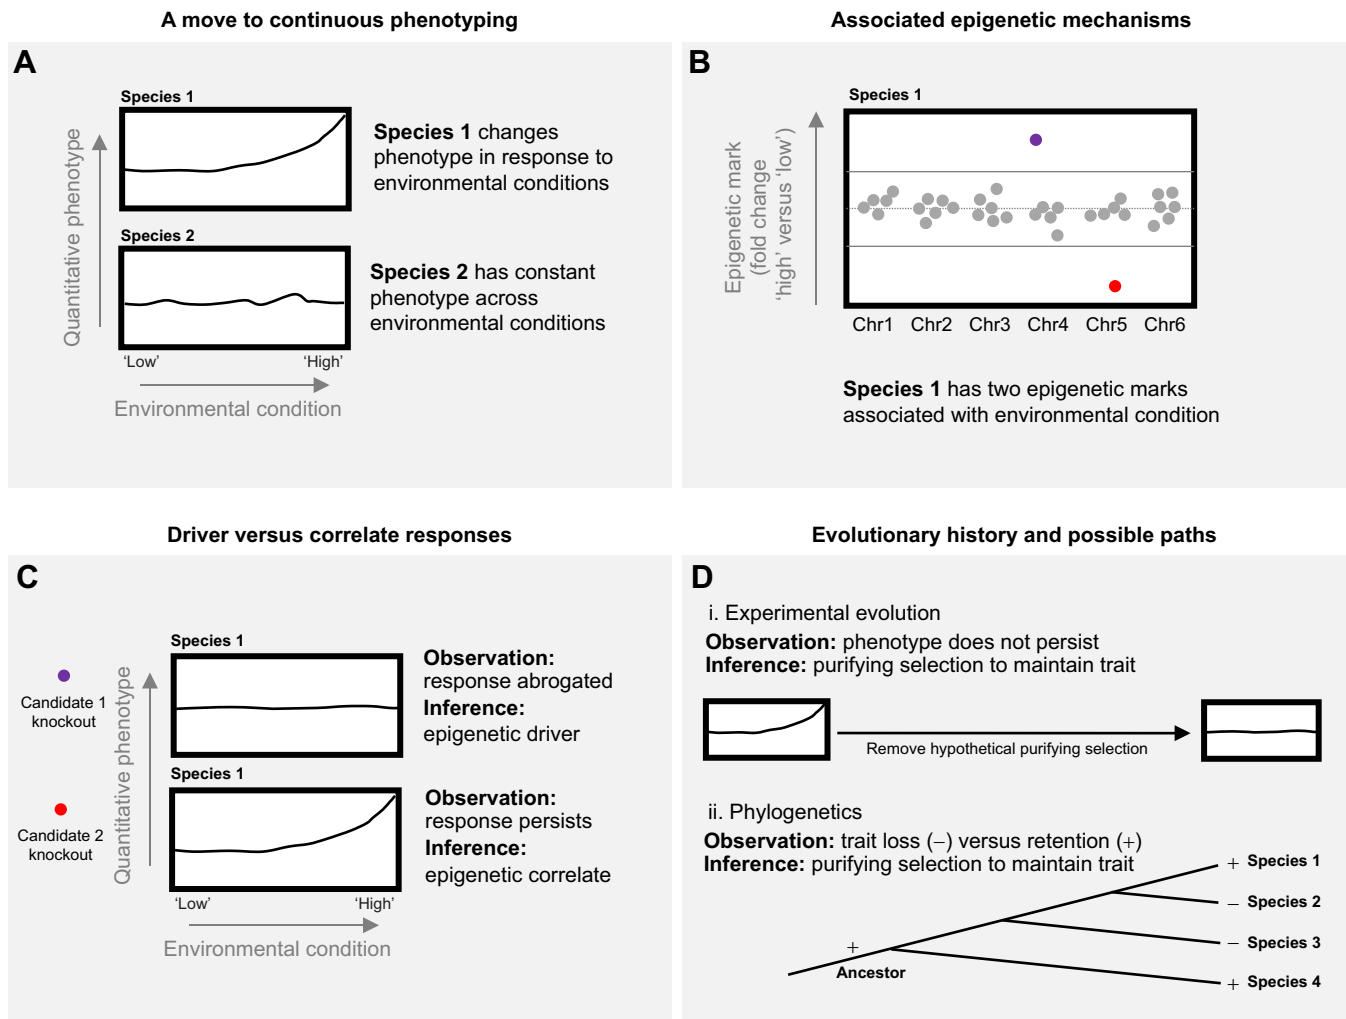 A move to continuous phenotyping
A
Species 1
Quantitative phenotype
Species 1 changes
phenotype in response to
environmental conditions
Species 2
Species 2 has constant
phenotype across
environmental conditions
‘Low’
‘High’
Environmental condition
Associated epigenetic mechanisms
B
Species 1
Epigenetic mark
(fold change
‘high’ versus ‘low’)
Chr1 Chr2 Chr3 Chr4 Chr5 Chr6
Species 1 has two epigenetic marks
associated with environmental condition
Driver versus correlate responses
C
Candidate 1
knockout
Quantitative phenotype
Species 1
Observation:
response abrogated
Inference:
epigenetic driver
Candidate 2
knockout
Species 1
Observation:
response persists
Inference:
epigenetic correlate
‘Low’
‘High’
Environmental condition
Evolutionary history and possible paths
D
i. Experimental evolution
Observation: phenotype does not persist
Inference: purifying selection to maintain trait
Remove hypothetical purifying selection
ii. Phylogenetics
Observation: trait loss (−) versus retention (+)
Inference: purifying selection to maintain trait
+ Species 1
− Species 2
− Species 3
+ Species 4
+
Ancestor